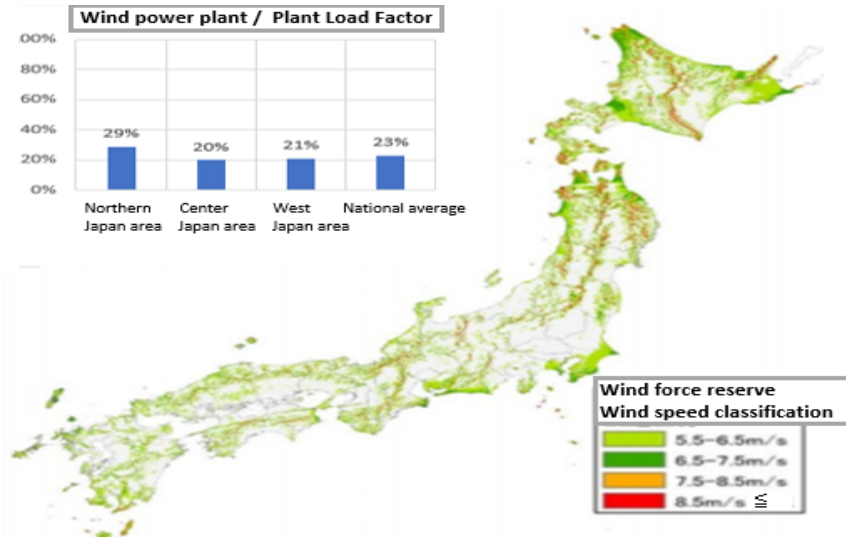 Wind power plant / Plant Load Factor
00%
80%
60%
40%
20%
0%
29%
20%
21%
23%
Northern
Japan area
Center
Japan area
West
Japan area
National average
Wind force reserve
Wind speed classification
5.5-6.5m/s
6.5-7.5m/s
7.5-8.5m/s
8.5m/s ≦